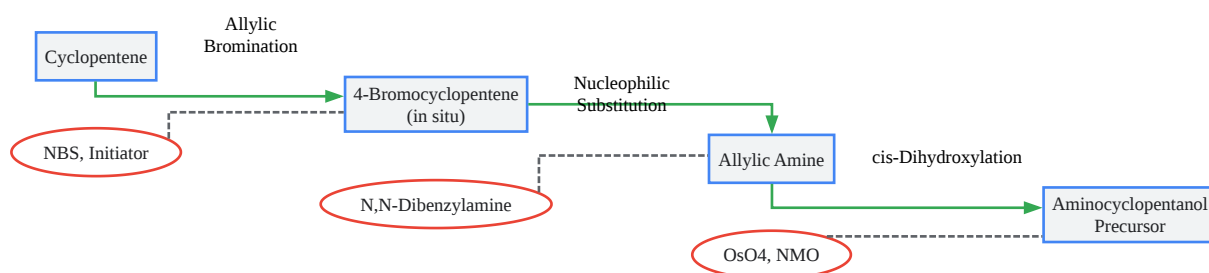 Allylic
Bromination
Cyclopentene
4-Bromocyclopentene
(in situ)
Nucleophilic
Substitution
NBS, Initiator
Allylic Amine
cis-Dihydroxylation
N,N-Dibenzylamine
Aminocyclopentanol
Precursor
OsO4, NMO